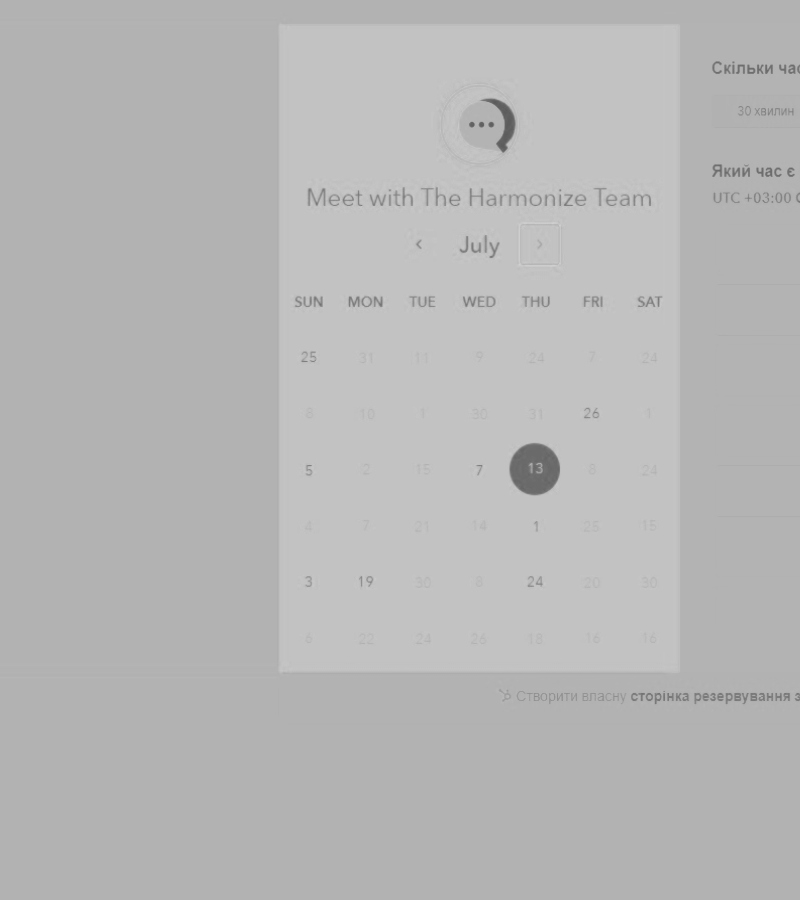 Скільки час
30 хвилин
Який час є
UTC +03:00
Meet with The Harmonize Team
July
SUN MON TUE WED THU FRI SAT
25 31 11 9 24 7 24
8 10 1 30 31 26 1
5 2 15 7 13 8 24
4 7 21 14 1 25 15
3 19 30 8 24 20 30
6 22 24 26 18 16 16
Створити власну сторінка резервування з